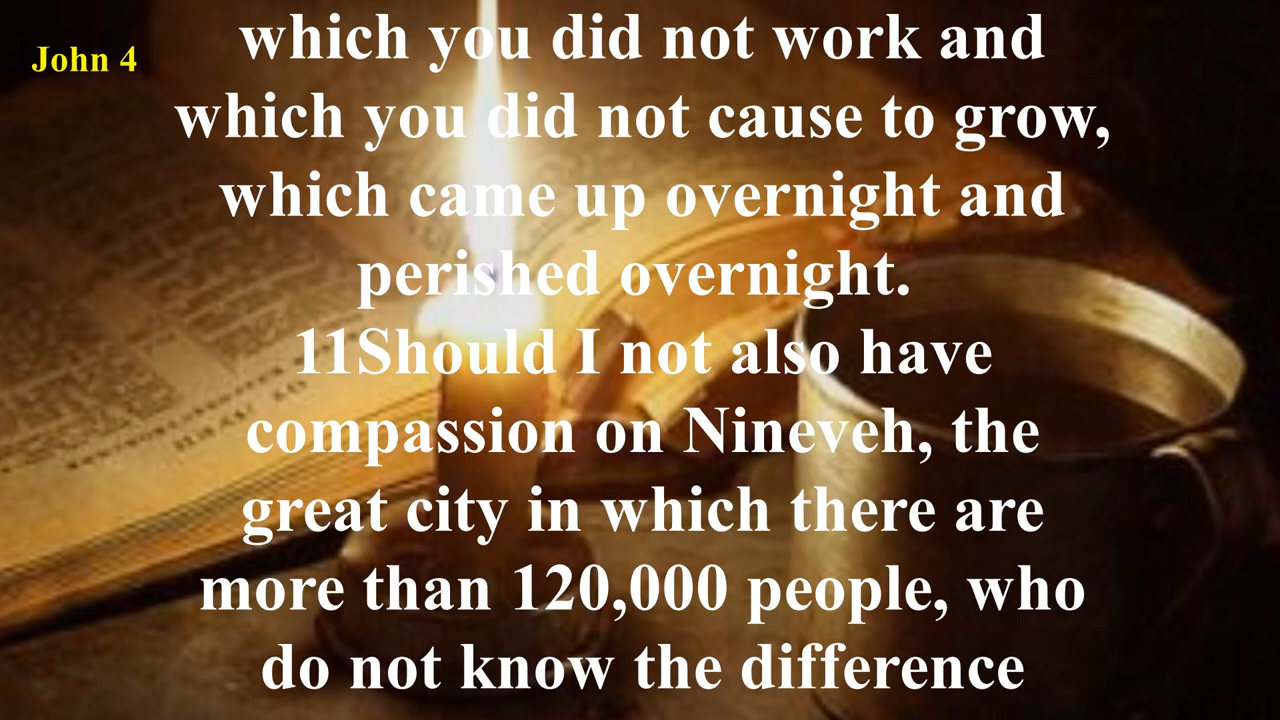 John 4
which you did not work and
which you did not cause to grow,
which came up overnight and
perished overnight.
11Should I not also have
compassion on Nineveh, the
great city in which there are
more than 120,000 people, who
do not know the difference